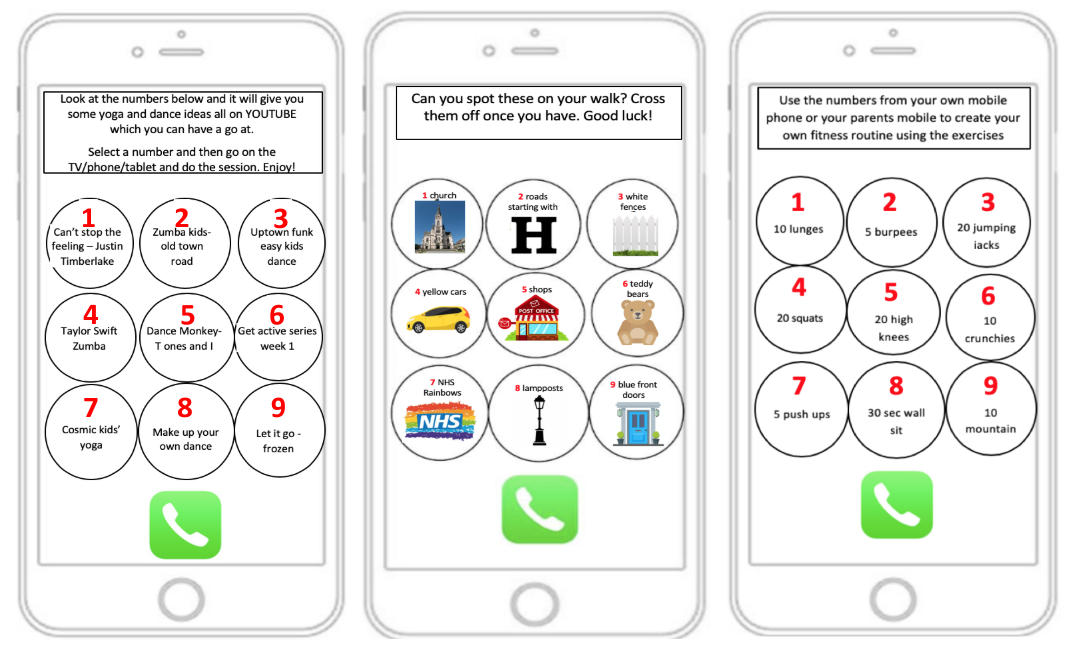 Look at the numbers below and it will give you
some yoga and dance ideas all on YOUTUBE
which you can have a go at.
Select a number and then go on the
TV/phone/tablet and do the session. Enjoy!
1
Can't stop the
feeling – Justin
Timberlake
2
Zumba kids-
old town
road
3
Uptown funk
easy kids
dance
4
Taylor Swift
Zumba
5
Dance Monkey-
T ones and I
6
Get active series
week 1
7
Cosmic kids'
yoga
8
Make up your
own dance
9
Let it go -
frozen
Can you spot these on your walk? Cross
them off once you have. Good luck!
1 church
2 roads
starting with
H
3 white
fences
4 yellow cars
5 shops
POST OFFICE
6 teddy
bears
7 NHS
Rainbows
NHS
8 lampposts
9 blue front
doors
Use the numbers from your own mobile
phone or your parents mobile to create your
own fitness routine using the exercises
1
10 lunges
2
5 burpees
3
20 jumping
jacks
4
20 squats
5
20 high
knees
6
10
crunchies
7
5 push ups
8
30 sec wall
sit
9
10
mountain